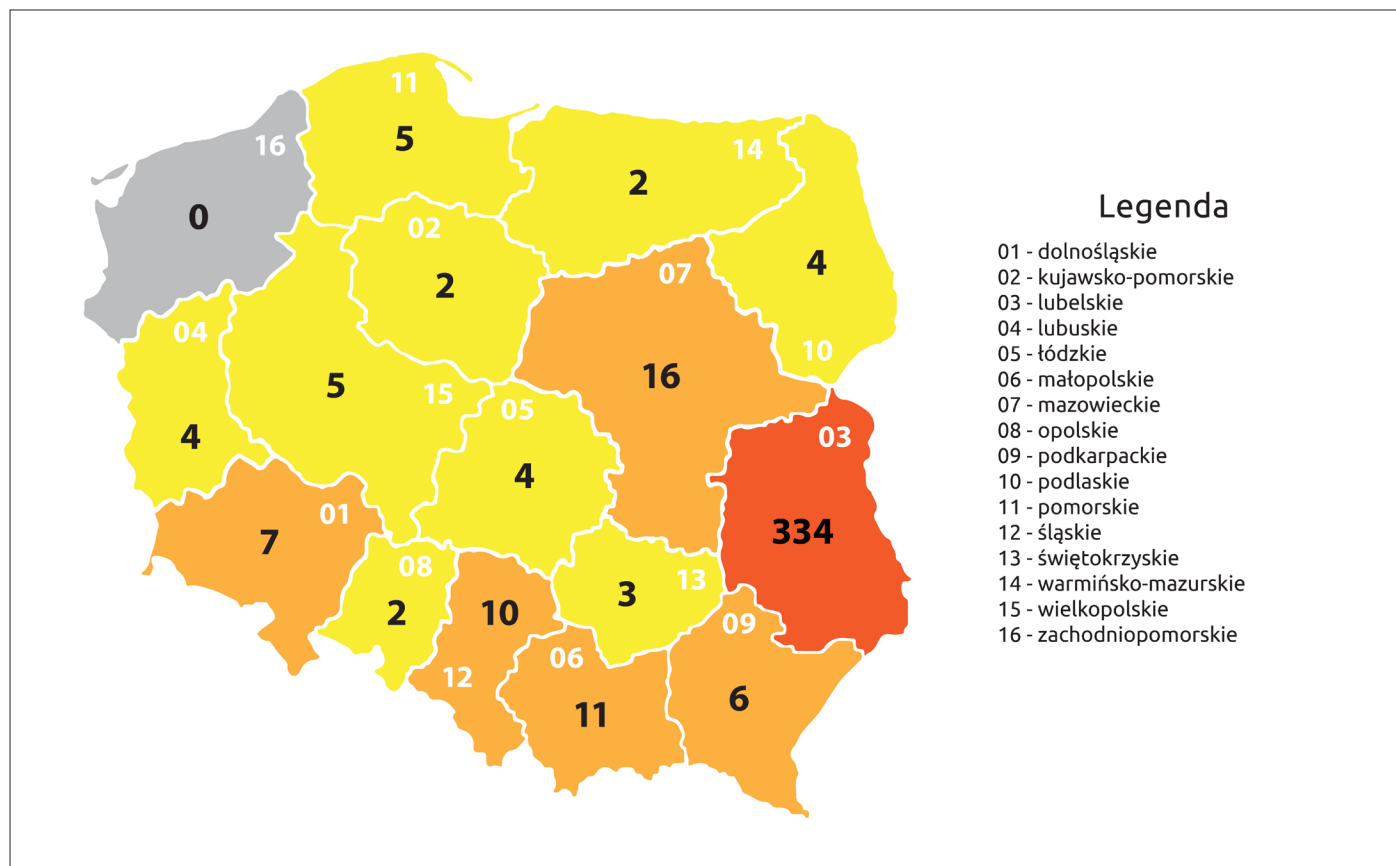 11
5
16
14
0
2
02
4
07
2
04
10
16
5
15
05
03
4
4
01
334
7
08
13
10
3
2
09
06
12
6
11
Legenda
01 - dolnośląskie
02 - kujawsko-pomorskie
03 - lubelskie
04 - lubuskie
05 - łódzkie
06 - małopolskie
07 - mazowieckie
08 - opolskie
09 - podkarpackie
10 - podlaskie
11 - pomorskie
12 - śląskie
13 - świętokrzyskie
14 - warmińsko-mazurskie
15 - wielkopolskie
16 - zachodniopomorskie